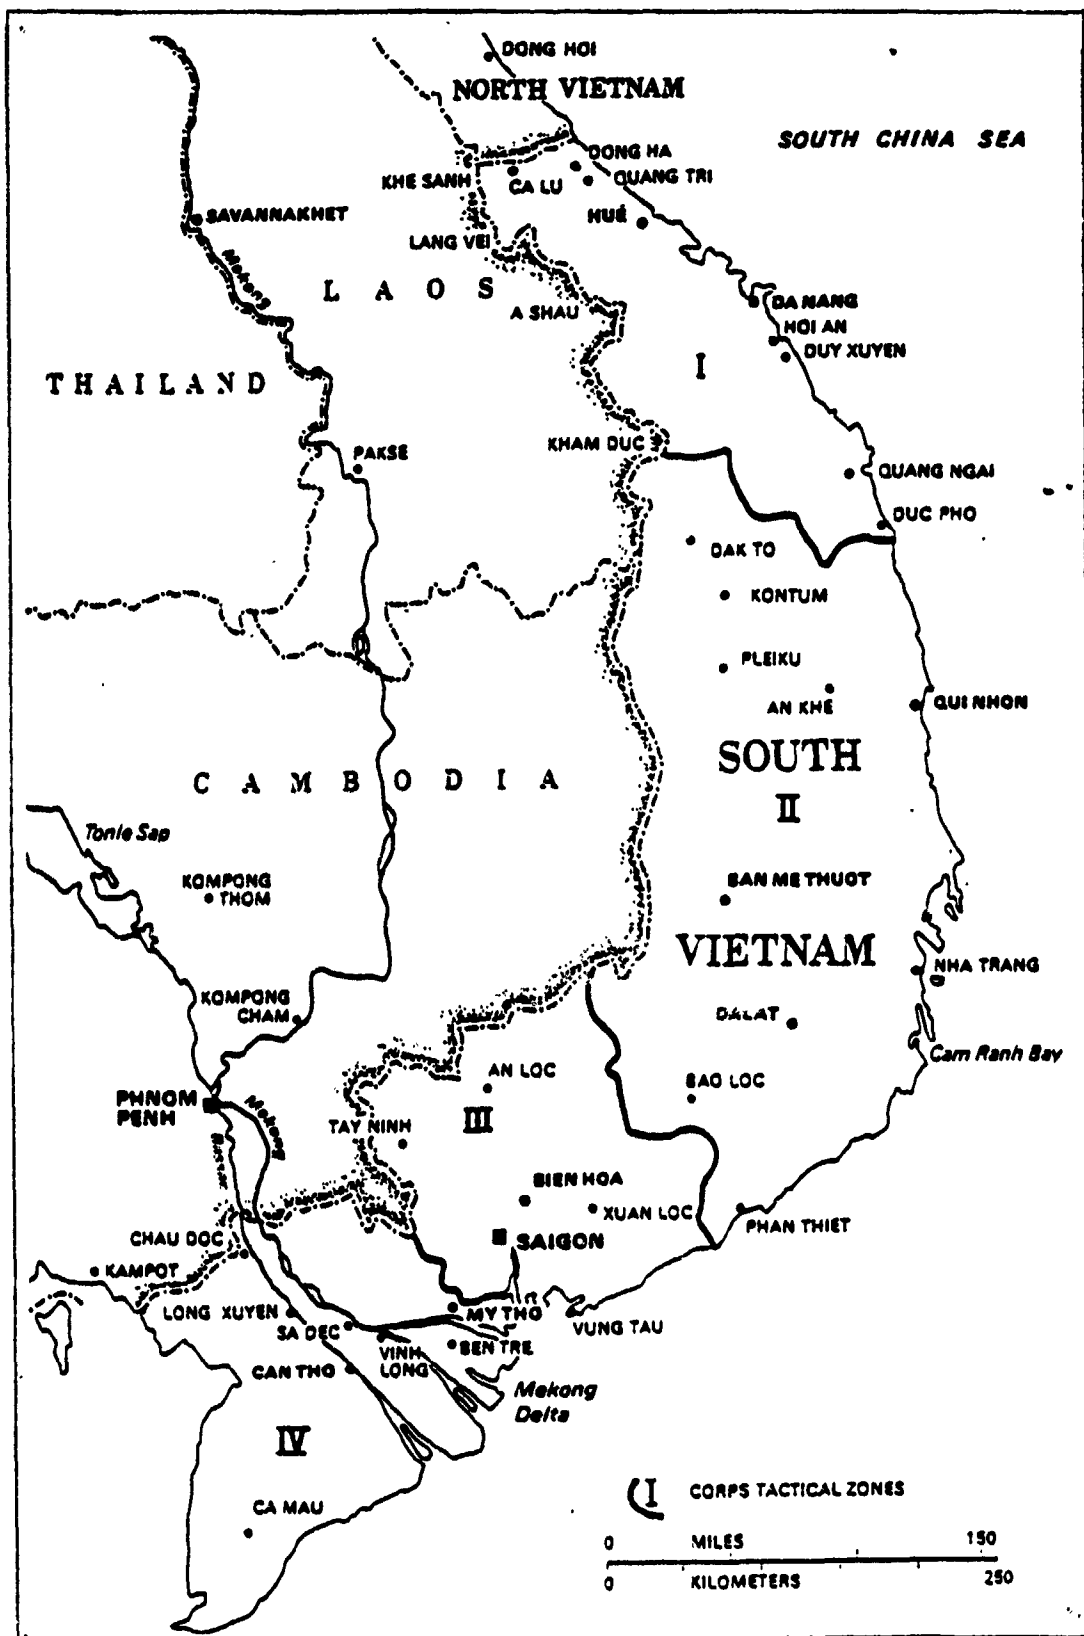 DONG HOI
NORTH VIETNAM
SOUTH CHINA SEA
DONG HA
KHE SANH
CA LU
QUANG TRI
SAVANNAKHET
HUÉ
LANG VEI
Mekong
L A O S
A SHAU
DA NANG
HOI AN
DUY XUYEN
I
T H A I L A N D
KHAM DUC
PAKSE
QUANG NGAI
DUC PHO
DAK TO
KONTUM
PLEIKU
AN KHE
QUI NHON
SOUTH
II
C A M B O D I A
Tonle Sap
KOMPONG
THOM
BAN ME THUOT
VIETNAM
NHA TRANG
KOMPONG
CHAM
DALAT
Cam Ranh Bay
AN LOC
BAO LOC
PHNOM
PENH
Mekong
III
TAY NINH
BIEN HOA
XUAN LOC
PHAN THIET
CHAU DOC
SAIGON
KAMPOT
LONG XUYEN
MY THO
VUNG TAU
SA DEC
BEN TRE
VINH
LONG
CAN THO
Mekong
Delta
IV
I CORPS TACTICAL ZONES
CA MAU
0 MILES 150
0 KILOMETERS 250